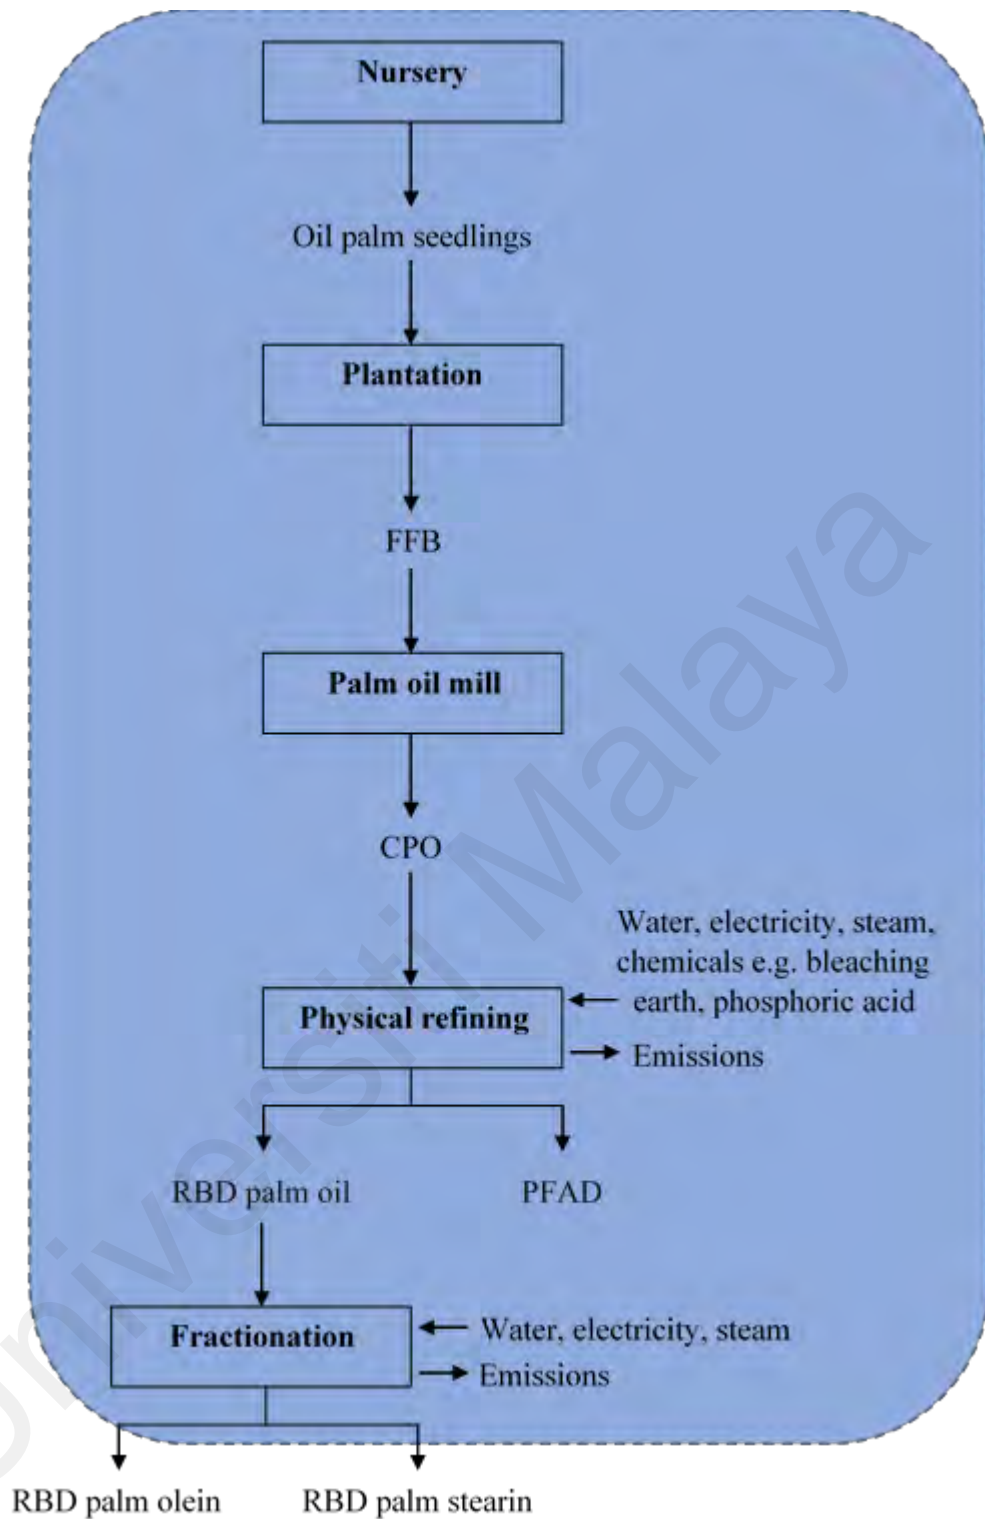 Nursery
Oil palm seedlings
Plantation
FFB
Palm oil mill
CPO
Water, electricity, steam,
chemicals e.g. bleaching
earth, phosphoric acid
Physical refining
Emissions
RBD palm oil
PFAD
Fractionation
Water, electricity, steam
Emissions
RBD palm olein
RBD palm stearin
Universiti Malaya